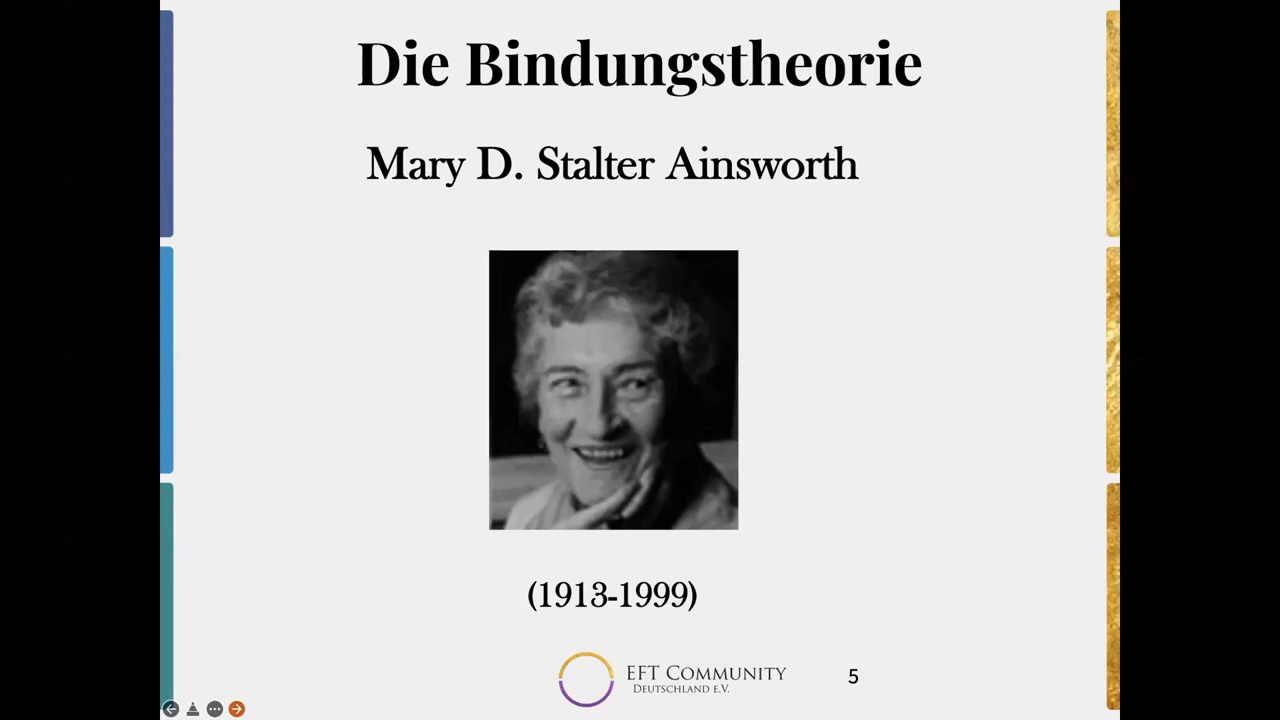 Die Bindungstheorie
Mary D. Stalter Ainsworth
(1913-1999)
EFT Community
Deutschland e.V.
5